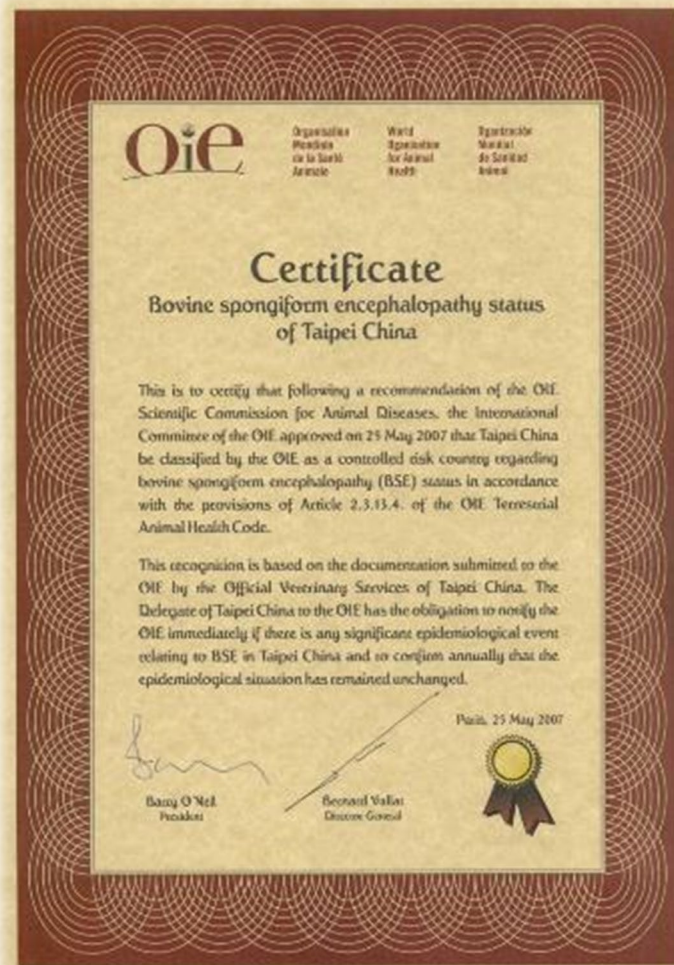 OiE
Organisation
Mondiale
de la Santé
Animale
World
Organisation
for Animal
Health
Organización
Mundial
de Sanidad
Animal
Certificate
Bovine spongiform encephalopathy status
of Taipei China
This is to certify that following a recommendation of the OIE
Scientific Commission for Animal Diseases, the International
Committee of the OIE approved on 25 May 2007 that Taipei China
be classified by the OIE as a controlled risk country regarding
bovine spongiform encephalopathy (BSE) status in accordance
with the provisions of Article 2.3.13.4. of the OIE Terrestrial
Animal Health Code.
This recognition is based on the documentation submitted to the
OIE by the Official Veterinary Services of Taipei China. The
Delegate of Taipei China to the OIE has the obligation to notify the
OIE immediately if there is any significant epidemiological event
relating to BSE in Taipei China and to confirm annually that the
epidemiological situation has remained unchanged.
Paris, 25 May 2007
Barry O'Neil
President
Bernard Vallat
Director General